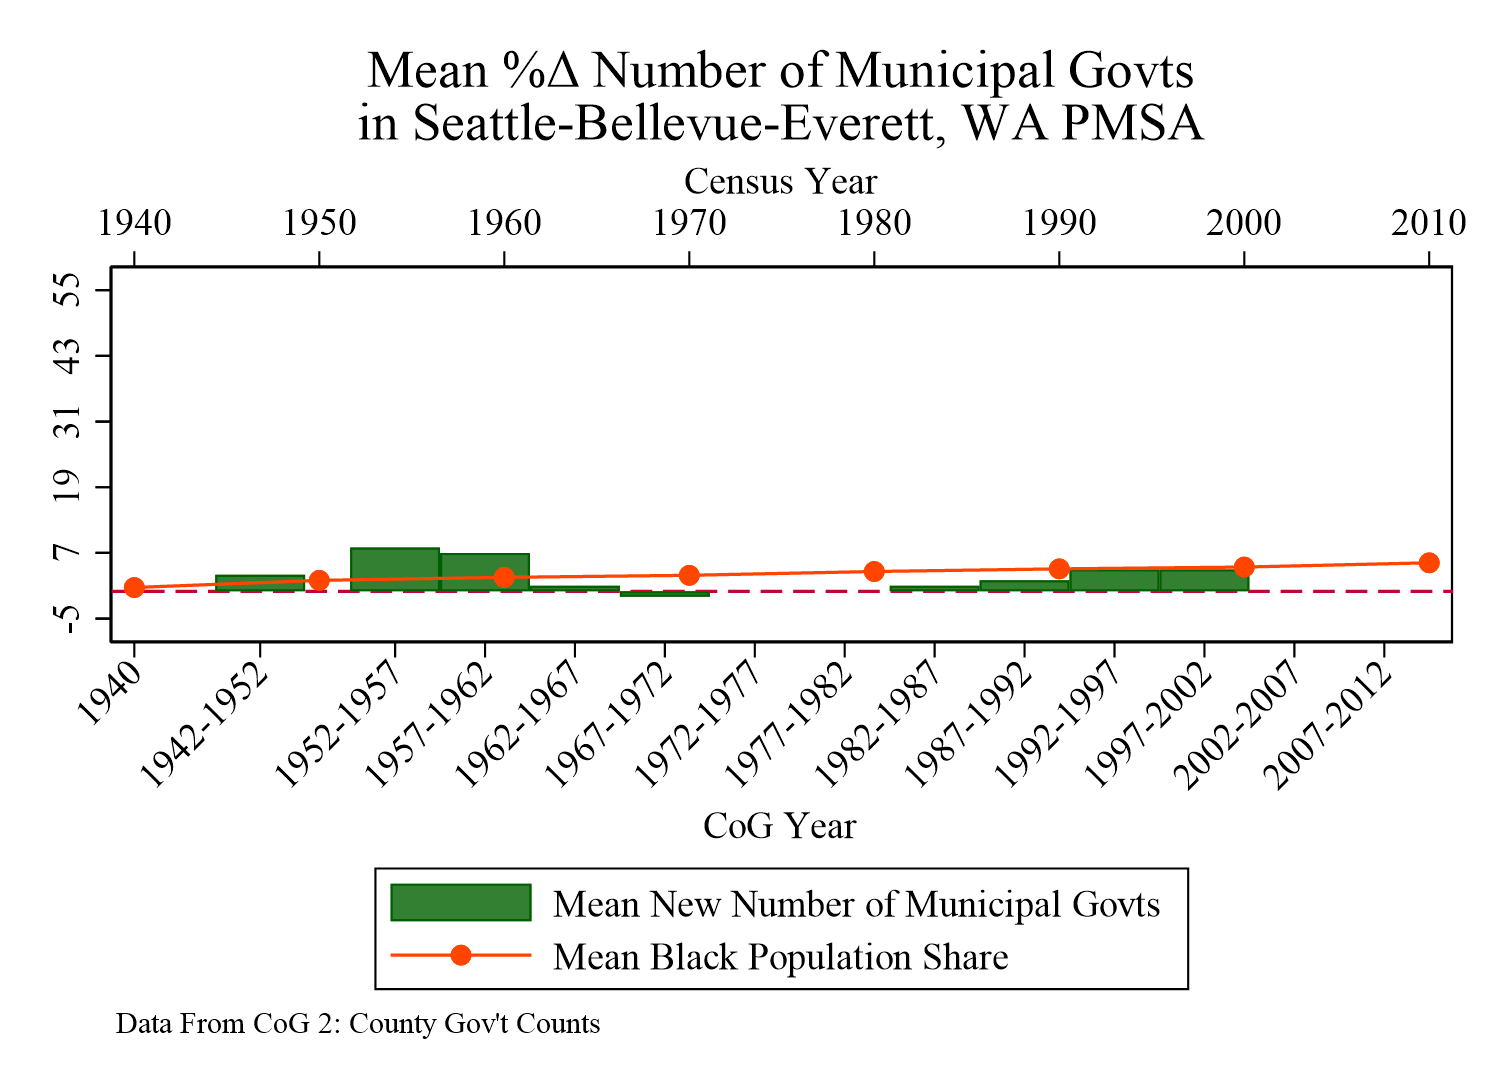 Mean %Δ Number of Municipal Govts
in Seattle-Bellevue-Everett, WA PMSA
Census Year
1940 1950 1960 1970 1980 1990 2000 2010
55
43
31
19
7
-5
1940 1942-1952 1952-1957 1957-1962 1962-1967 1967-1972 1972-1977 1977-1982 1982-1987 1987-1992 1992-1997 1997-2002 2002-2007 2007-2012
CoG Year
Mean New Number of Municipal Govts
Mean Black Population Share
Data From CoG 2: County Gov't Counts